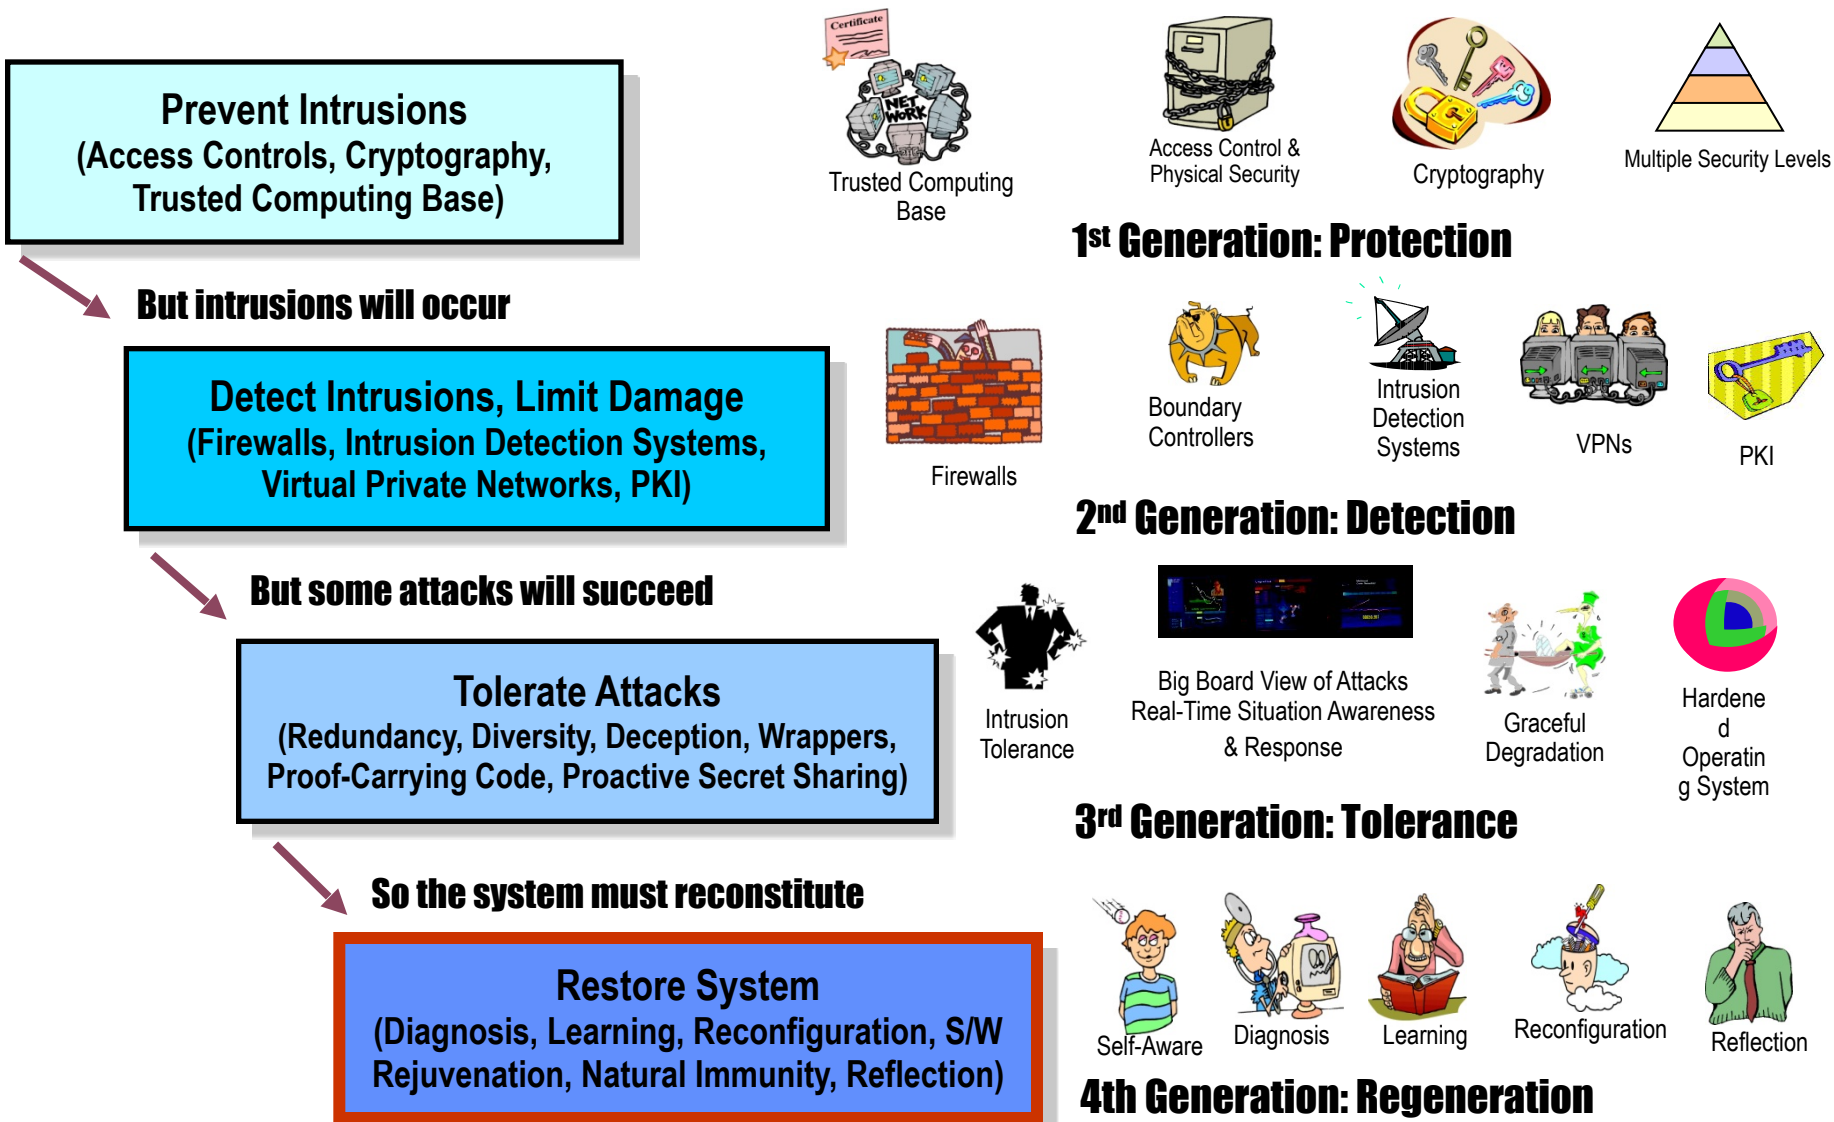 Prevent Intrusions
(Access Controls, Cryptography,
Trusted Computing Base)
Certificate
NET
WORK
Trusted Computing
Base
Access Control &
Physical Security
Cryptography
Multiple Security Levels
1st Generation: Protection
But intrusions will occur
Detect Intrusions, Limit Damage
(Firewalls, Intrusion Detection Systems,
Virtual Private Networks, PKI)
Firewalls
Boundary
Controllers
Intrusion
Detection
Systems
VPNs
PKI
2nd Generation: Detection
But some attacks will succeed
Tolerate Attacks
(Redundancy, Diversity, Deception, Wrappers,
Proof-Carrying Code, Proactive Secret Sharing)
Intrusion
Tolerance
Big Board View of Attacks
Real-Time Situation Awareness
& Response
Graceful
Degradation
Hardene
d
Operatin
g System
3rd Generation: Tolerance
So the system must reconstitute
Restore System
(Diagnosis, Learning, Reconfiguration, S/W
Rejuvenation, Natural Immunity, Reflection)
Self-Aware
Diagnosis
Learning
Reconfiguration
Reflection
4th Generation: Regeneration